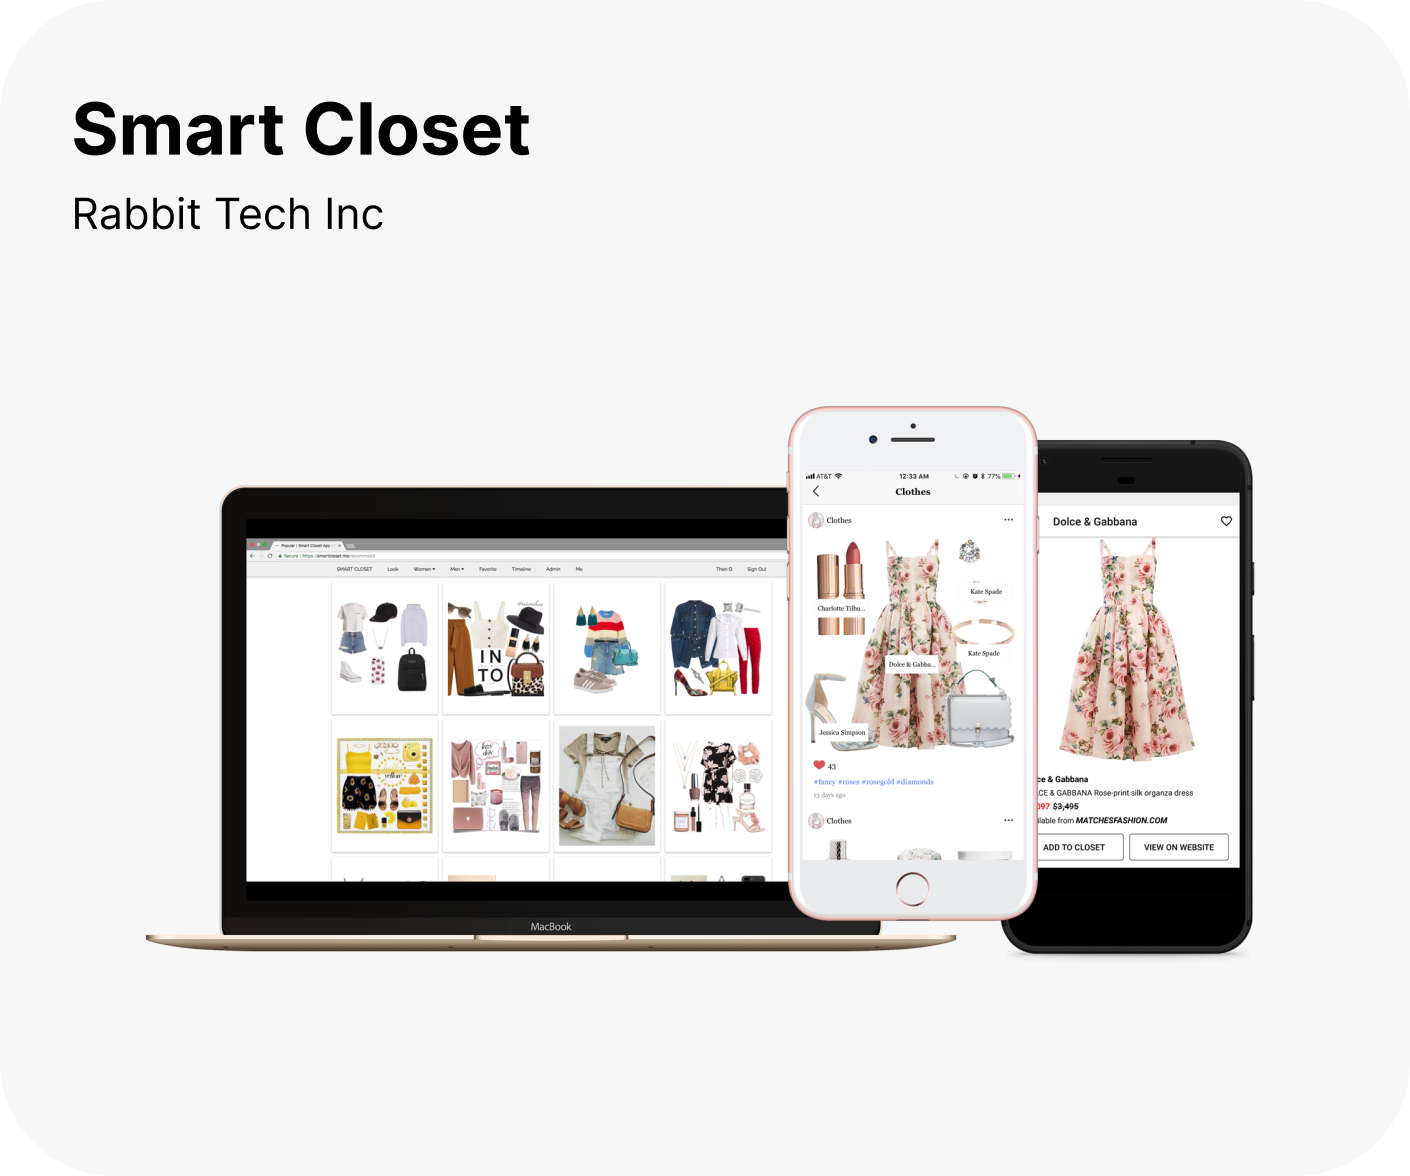 Smart Closet
Rabbit Tech Inc
Popular | Smart Closet App
Secure https://smartcloset.me/recommend
SMART CLOSET Look Women Men Favorite Timeline Admin Me Then Q Sign Out
IN
TO
MacBook
AT&T 12:33 AM 77%
Clothes
Clothes
Kate Spade
Charlotte Tilbu...
Kate Spade
Dolce & Gabba...
Jessica Simpson
43
#fancy #roses #rosegold #diamonds
13 days ago
Clothes
Dolce & Gabbana
ce & Gabbana
CE & GABBANA Rose-print silk organza dress
097 $3,495
ilable from MATCHESFASHION.COM
ADD TO CLOSET VIEW ON WEBSITE